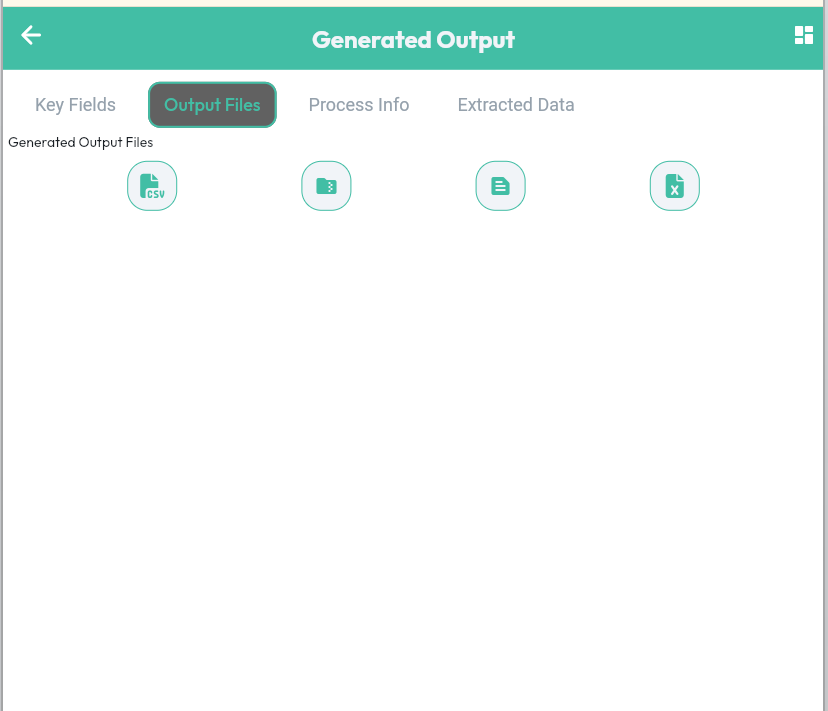 Generated Output
Key Fields Output Files Process Info Extracted Data
Generated Output Files
CSV X